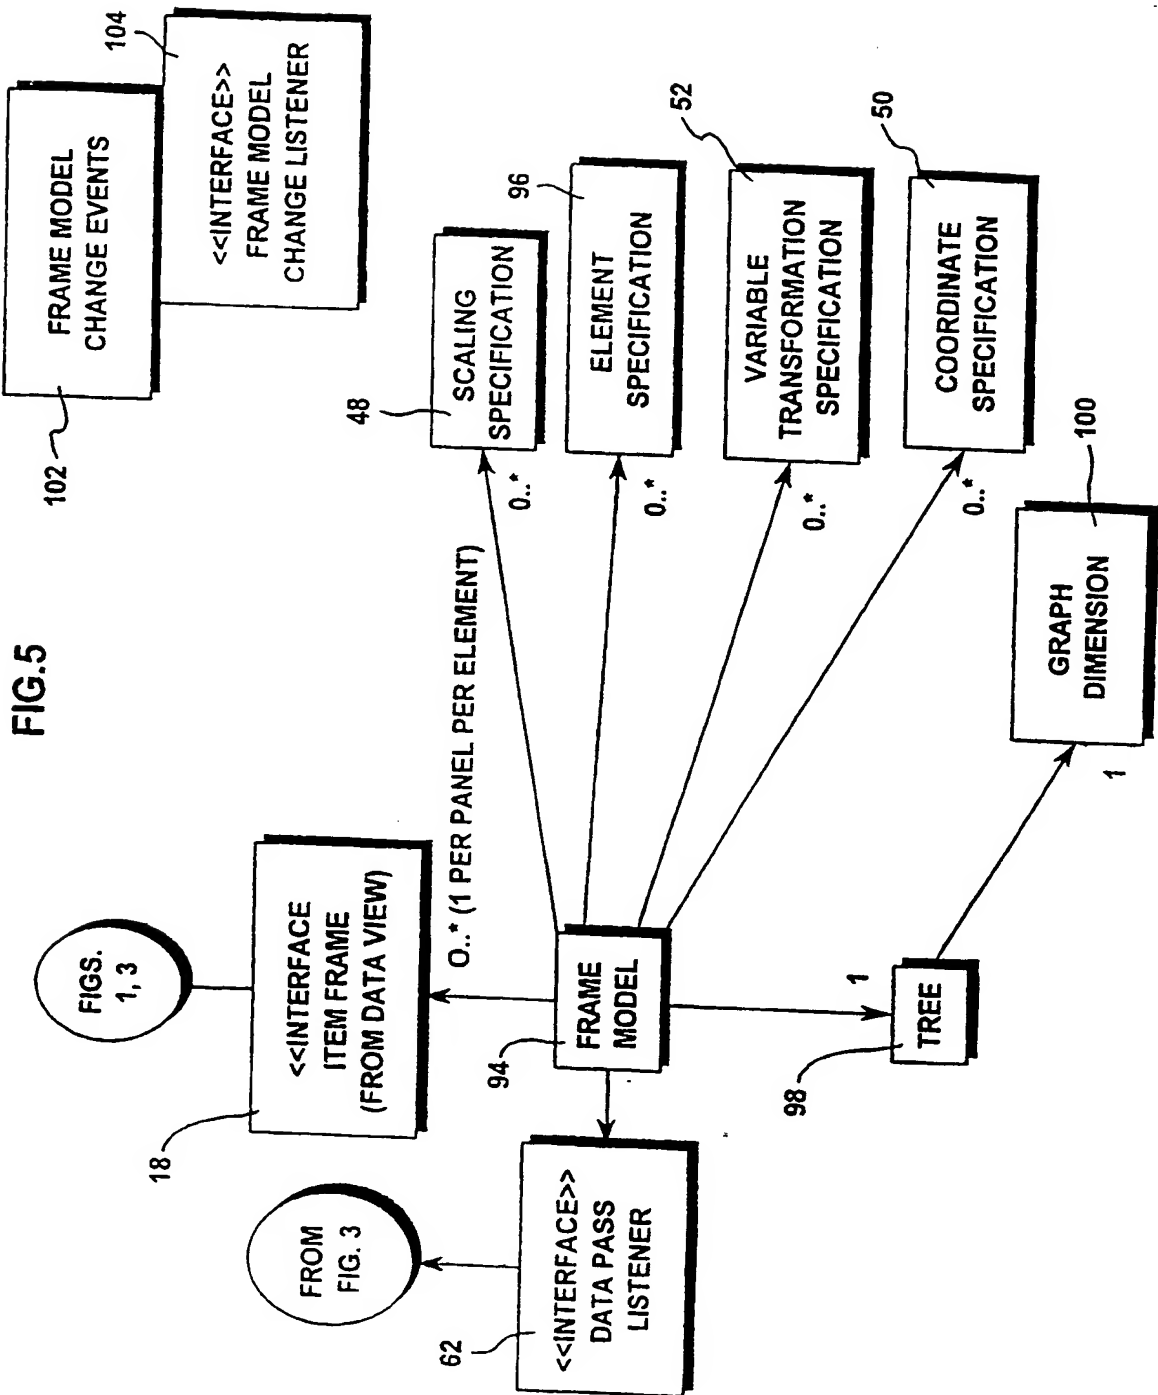 FIG.5
102
FRAME MODEL
CHANGE EVENTS
104
<<INTERFACE>>
FRAME MODEL
CHANGE LISTENER
FIGS.
1, 3
18
<<INTERFACE
ITEM FRAME
(FROM DATA VIEW)
0..* (1 PER PANEL PER ELEMENT)
48
SCALING
SPECIFICATION
0..*
96
ELEMENT
SPECIFICATION
0..*
52
VARIABLE
TRANSFORMATION
SPECIFICATION
0..*
50
COORDINATE
SPECIFICATION
0..*
FROM
FIG. 3
62
<<INTERFACE>>
DATA PASS
LISTENER
94
FRAME
MODEL
1
98
TREE
1
100
GRAPH
DIMENSION